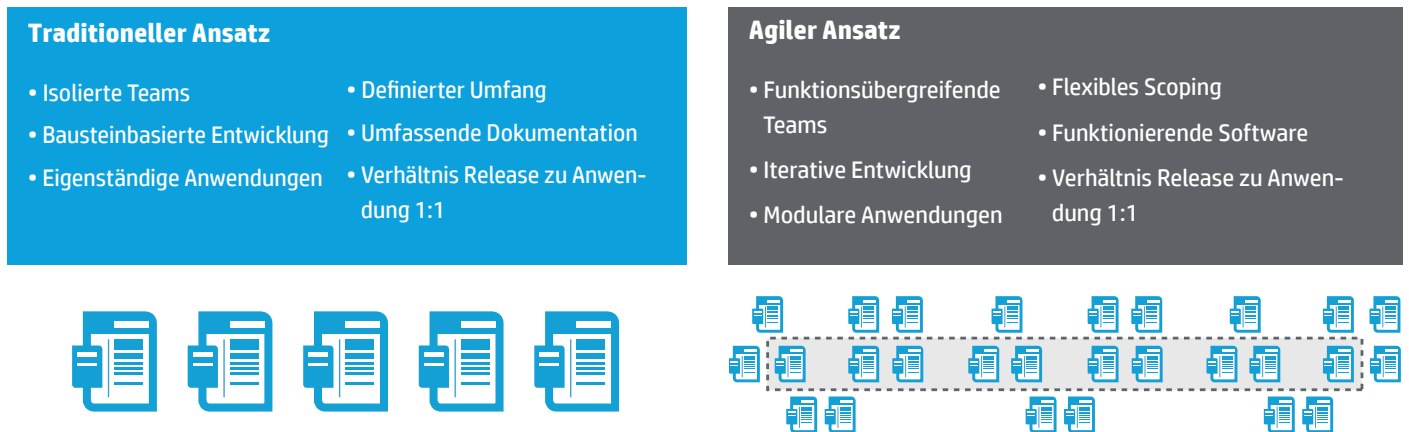 Traditioneller Ansatz
• Isolierte Teams
• Bausteinbasierte Entwicklung
• Eigenständige Anwendungen
• Definierter Umfang
• Umfassende Dokumentation
• Verhältnis Release zu Anwen-
dung 1:1
Agiler Ansatz
• Funktionsübergreifende
Teams
• Iterative Entwicklung
• Modulare Anwendungen
• Flexibles Scoping
• Funktionierende Software
• Verhältnis Release zu Anwen-
dung 1:1